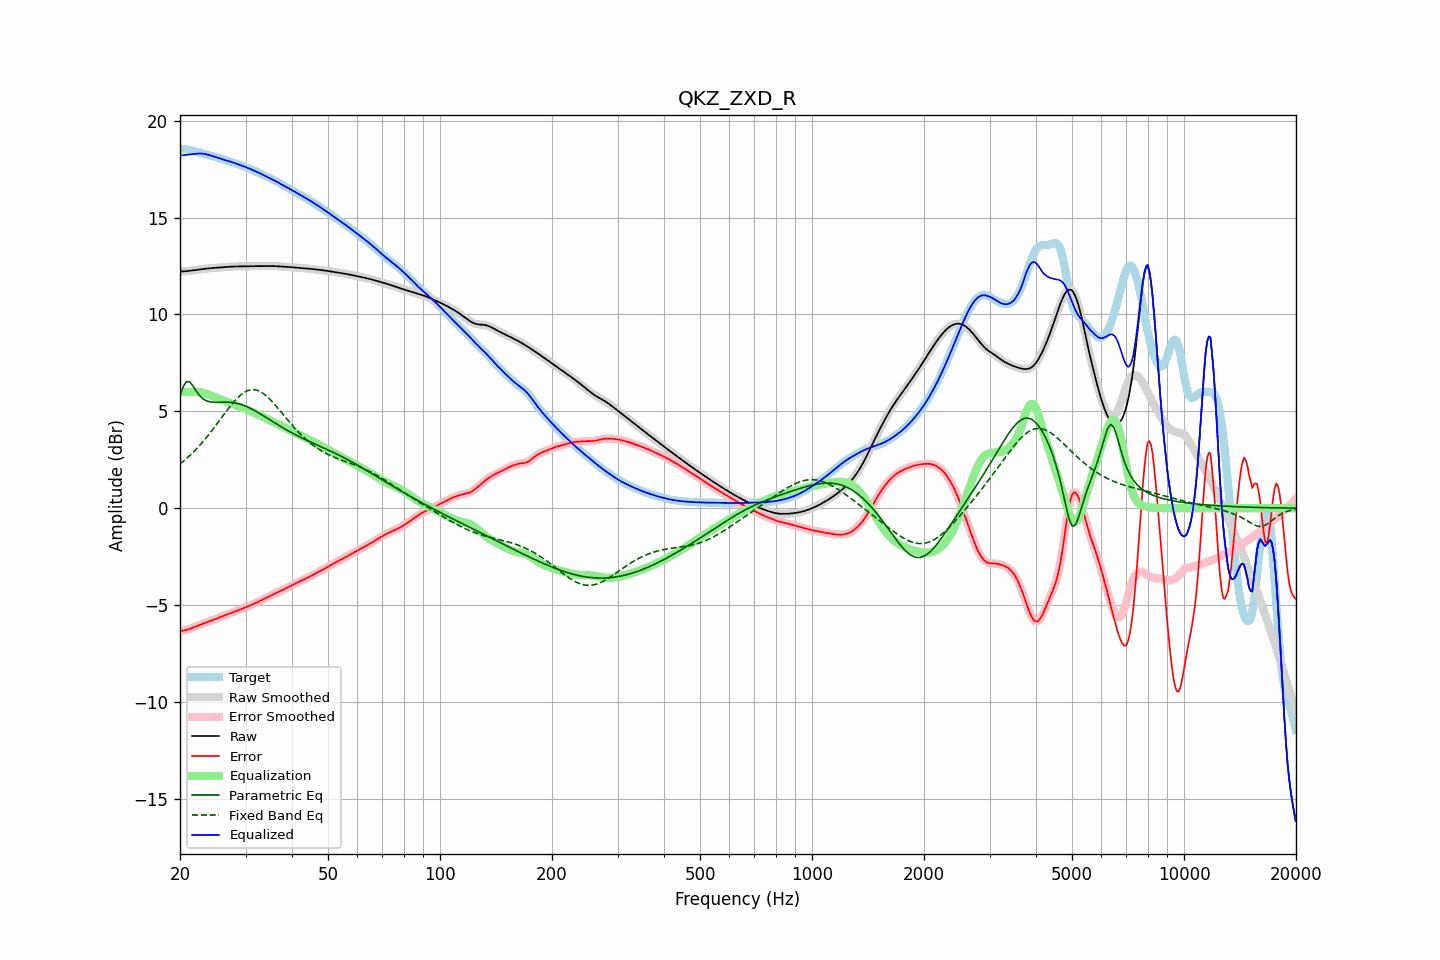 QKZ_ZXD_R
Amplitude (dBr)
20
15
10
5
0
−5
−10
−15
Target
Raw Smoothed
Error Smoothed
Raw
Error
Equalization
Parametric Eq
Fixed Band Eq
Equalized
20 50 100 200 500 1000 2000 5000 10000 20000
Frequency (Hz)